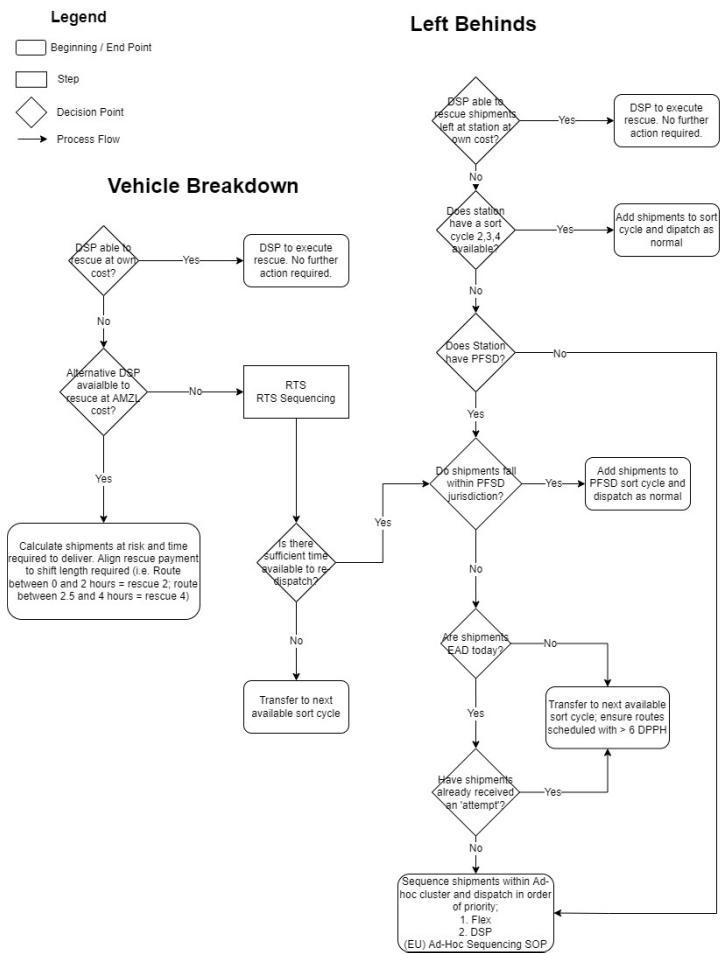 Legend
Beginning / End Point
Step
Decision Point
Process Flow
Vehicle Breakdown
DSP able to
rescue at own
cost?
Yes
DSP to execute
rescue. No further
action required.
No
Alternative DSP
avaialble to
resuce at AMZL
cost?
No
RTS
RTS Sequencing
Yes
Calculate shipments at risk and time
required to deliver. Align rescue payment
to shift length required (i.e. Route
between 0 and 2 hours = rescue 2; route
between 2.5 and 4 hours = rescue 4)
Is there
sufficient time
available to re-
dispatch?
Yes
No
Transfer to next
available sort cycle
Left Behinds
DSP able to
rescue shipments
left at station at
own cost?
Yes
DSP to execute
rescue. No further
action required.
No
Does station
have a sort
cycle 2,3,4
available?
Yes
Add shipments to sort
cycle and dipatch as
normal
No
Does Station
have PFSD?
No
Yes
Do shipments fall
within PFSD
jurisdiction?
Yes
Add shipments to
PFSD sort cycle and
dispatch as normal
No
Are shipments
EAD today?
No
Transfer to next available
sort cycle; ensure routes
scheduled with > 6 DPPH
Yes
Have shipments
already received
an 'attempt'?
Yes
No
Sequence shipments within Ad-
hoc cluster and dispatch in order
of priority;
1. Flex
2. DSP
(EU) Ad-Hoc Sequencing SOP